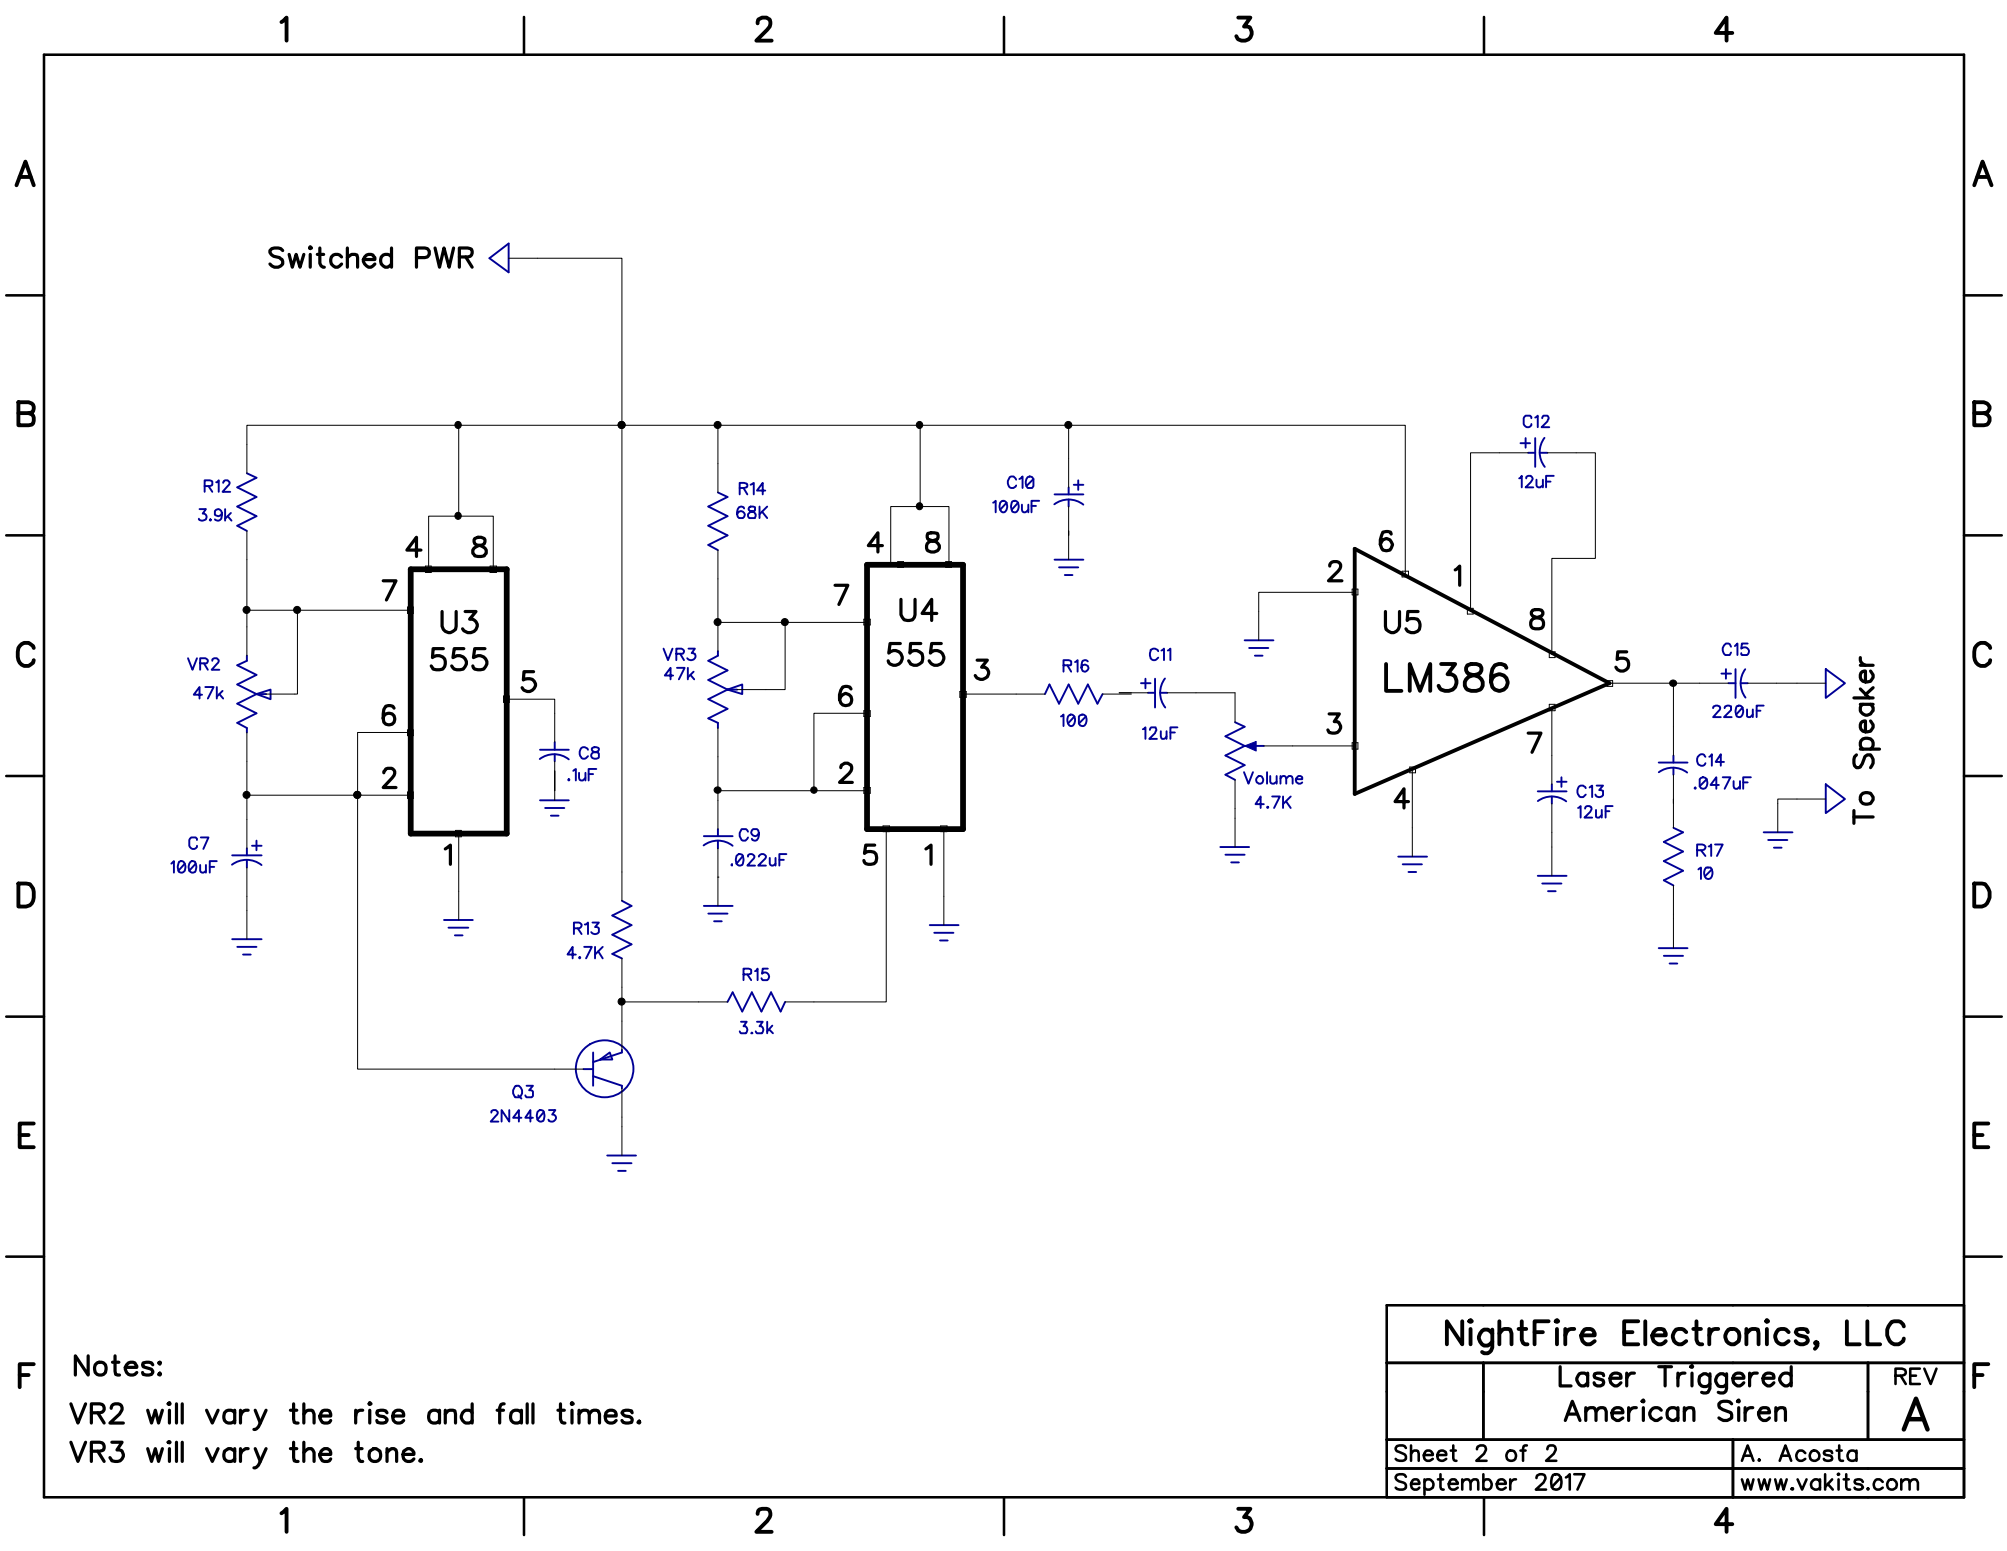 1 2 3 4
A A
Switched PWR
B B
C12
12uF
R12
3.9k
R14
68K
C10
100uF
4 8
4 8
6
1
8
2
7
7
U3
555
U4
555
U5
LM386
C C
VR2
47k
VR3
47k
5
6
2
6
2
3
R16
100
C11
12uF
3
5
C15
220uF
To Speaker
C8
.1uF
Volume
4.7K
7
4
C14
.047uF
C13
12uF
C7
100uF
1
C9
.022uF
5 1
R17
10
D D
R13
4.7K
R15
3.3k
Q3
2N4403
E E
F F
Notes:
VR2 will vary the rise and fall times.
VR3 will vary the tone.
NightFire Electronics, LLC
Laser Triggered
American Siren
REV
A
Sheet 2 of 2
A. Acosta
September 2017
www.vakits.com
1 2 3 4